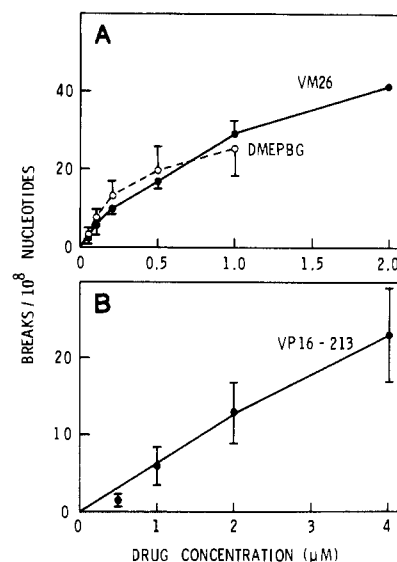 A
40
20
0
VM26
DMEPBG
0 0.5 1.0 1.5 2.0
BREAKS/10⁸ NUCLEOTIDES
B
20
10
0
VP16-213
0 1 2 3 4
DRUG CONCENTRATION (μM)